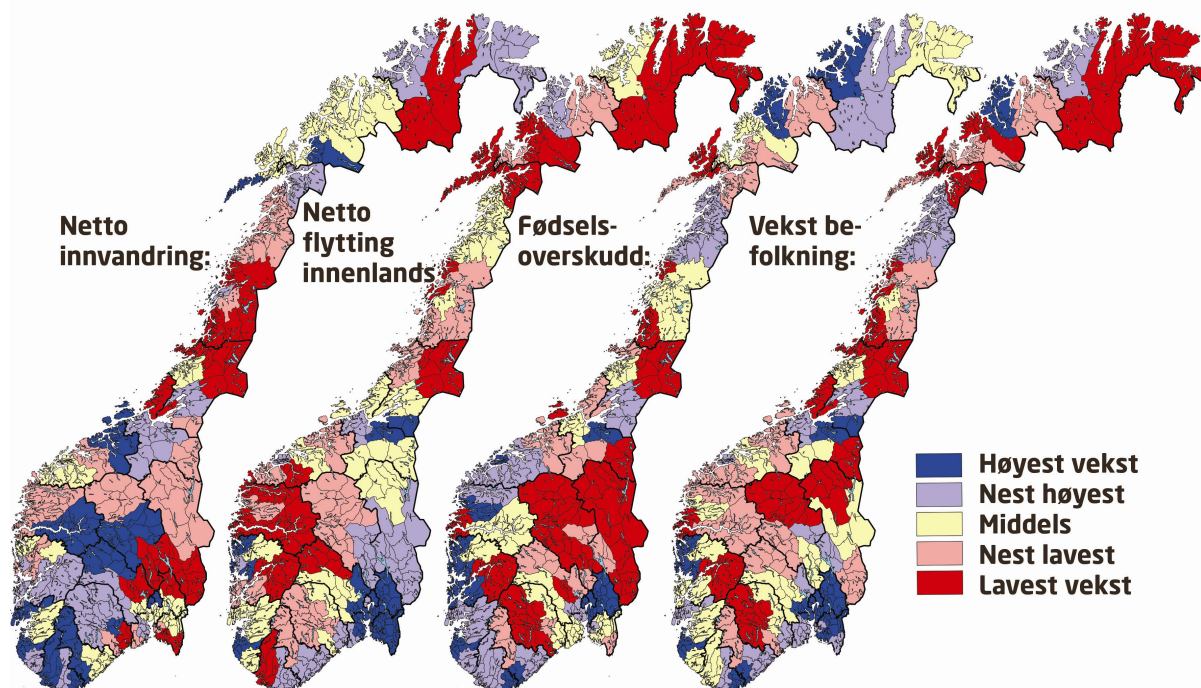 Netto
innvandring:
Netto
flytting
innenlands
Fødsels-
overskudd:
Vekst be-
folkning:
Høyest vekst
Nest høyest
Middels
Nest lavest
Lavest vekst